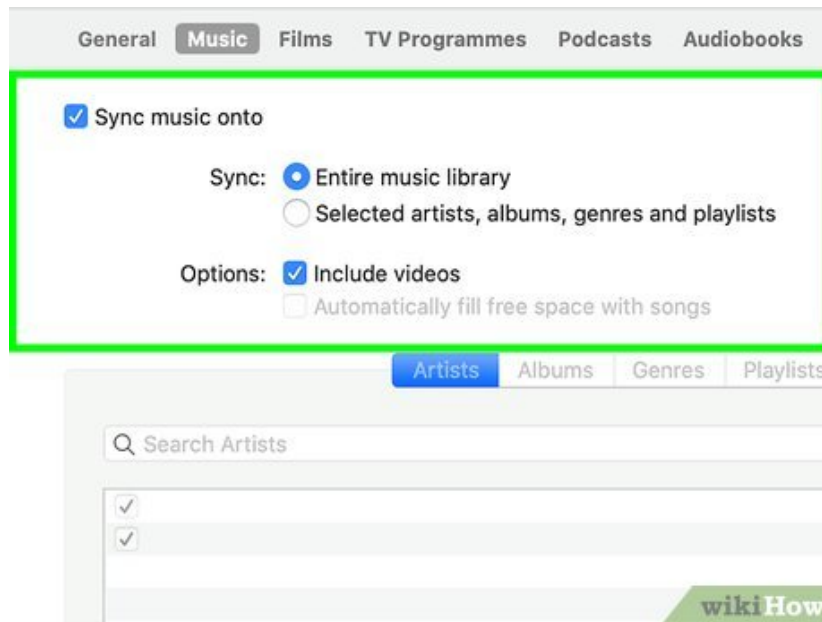 General Music Films TV Programmes Podcasts Audiobooks
Sync music onto
Sync: Entire music library
Selected artists, albums, genres and playlists
Options: Include videos
Automatically fill free space with songs
Artists Albums Genres Playlists
Search Artists
wikiHow